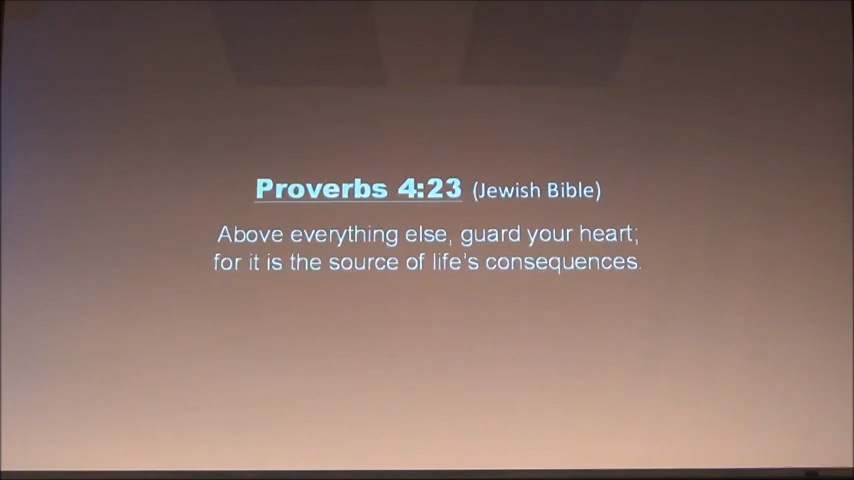 Proverbs 4:23 (Jewish Bible)
Above everything else, guard your heart;
for it is the source of life's consequences.